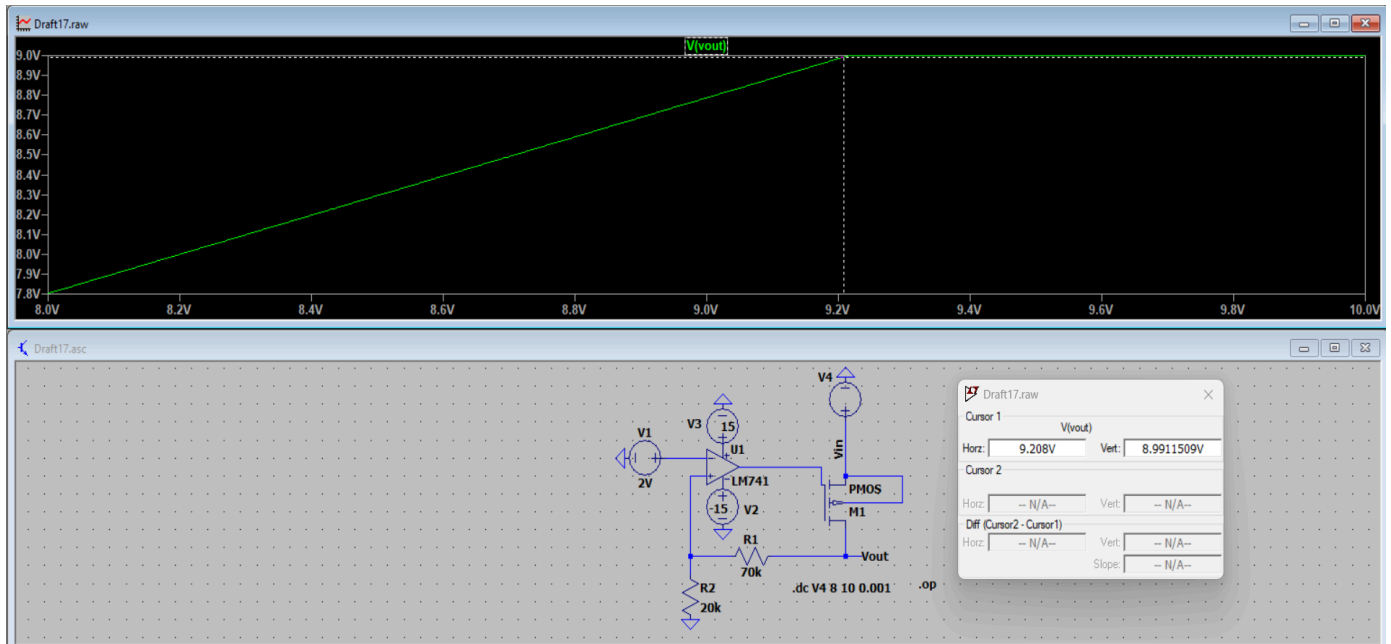 Draft17.raw
V(vout)
9.0V
8.9V
8.8V
8.7V
8.6V
8.5V
8.4V
8.3V
8.2V
8.1V
8.0V
7.9V
7.8V
8.0V 8.2V 8.4V 8.6V 8.8V 9.0V 9.2V 9.4V 9.6V 9.8V 10.0V
Draft17.asc
V4
V3 15
V1
U1
Vin
2V
LM741
PMOS
-15 V2
M1
R1
Vout
70k
R2
20k
.dc V4 8 10 0.001 .op
Draft17.raw
Cursor 1
V(vout)
Horz: 9.208V Vert: 8.9911509V
Cursor 2
Horz: -- N/A-- Vert: -- N/A--
Diff (Cursor2 - Cursor1)
Horz: -- N/A-- Vert: -- N/A--
Slope: -- N/A--